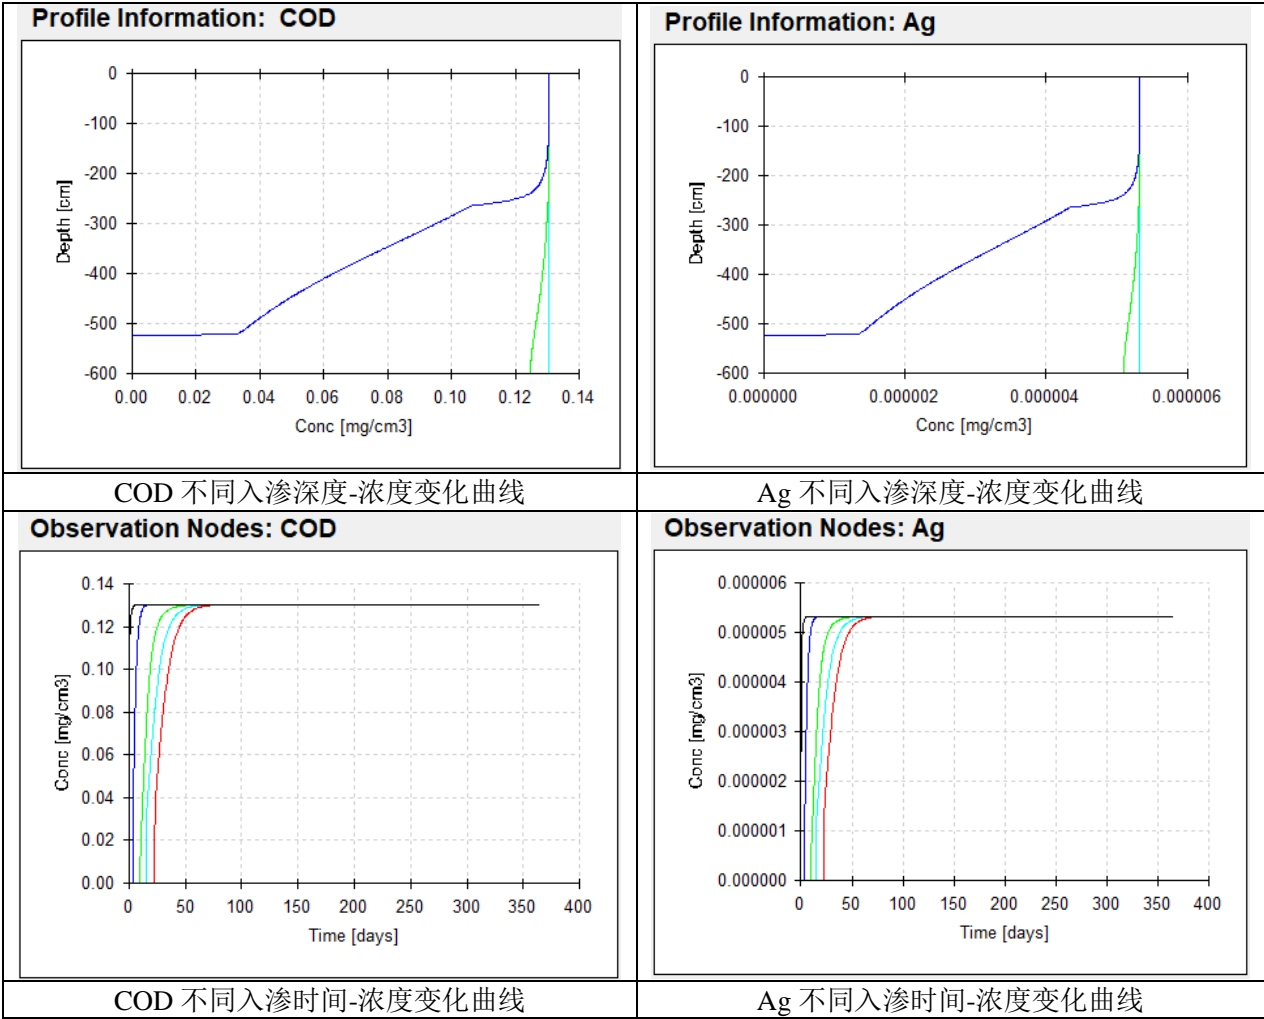 Profile Information: COD
0
-100
-200
-300
-400
-500
-600
Depth [cm]
0.00 0.02 0.04 0.06 0.08 0.10 0.12 0.14
Conc [mg/cm3]
COD 不同入渗深度-浓度变化曲线
Profile Information: Ag
0
-100
-200
-300
-400
-500
-600
Depth [cm]
0.000000 0.000002 0.000004 0.000006
Conc [mg/cm3]
Ag 不同入渗深度-浓度变化曲线
Observation Nodes: COD
0.14
0.12
0.10
0.08
0.06
0.04
0.02
0.00
Conc [mg/cm3]
0 50 100 150 200 250 300 350 400
Time [days]
COD 不同入渗时间-浓度变化曲线
Observation Nodes: Ag
0.000006
0.000005
0.000004
0.000003
0.000002
0.000001
0.000000
Conc [mg/cm3]
0 50 100 150 200 250 300 350 400
Time [days]
Ag 不同入渗时间-浓度变化曲线